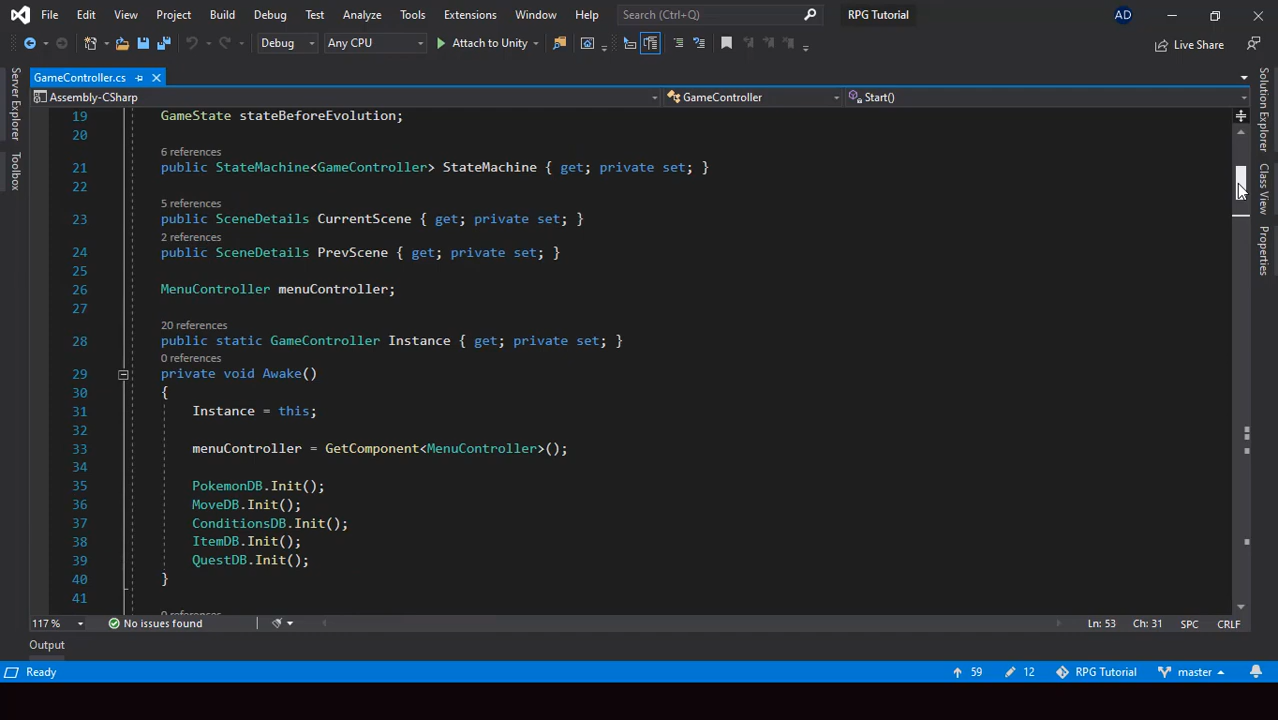 File Edit View Project Build Debug Test Analyze Tools Extensions Window Help Search (Ctrl+Q) RPG Tutorial AD
Debug Any CPU Attach to Unity Live Share
GameController.cs
Assembly-CSharp GameController Start()
Server Explorer
Toolbox
Solution Explorer
Class View
Properties
19 GameState stateBeforeEvolution;
20
6 references
21 public StateMachine<GameController> StateMachine { get; private set; }
22
5 references
23 public SceneDetails CurrentScene { get; private set; }
2 references
24 public SceneDetails PrevScene { get; private set; }
25
26 MenuController menuController;
27
20 references
28 public static GameController Instance { get; private set; }
0 references
29 private void Awake()
30 {
31 Instance = this;
32
33 menuController = GetComponent<MenuController>();
34
35 PokemonDB.Init();
36 MoveDB.Init();
37 ConditionsDB.Init();
38 ItemDB.Init();
39 QuestDB.Init();
40 }
41
0 references
117 % No issues found Ln: 53 Ch: 31 SPC CRLF
Output
Ready 59 12 RPG Tutorial master